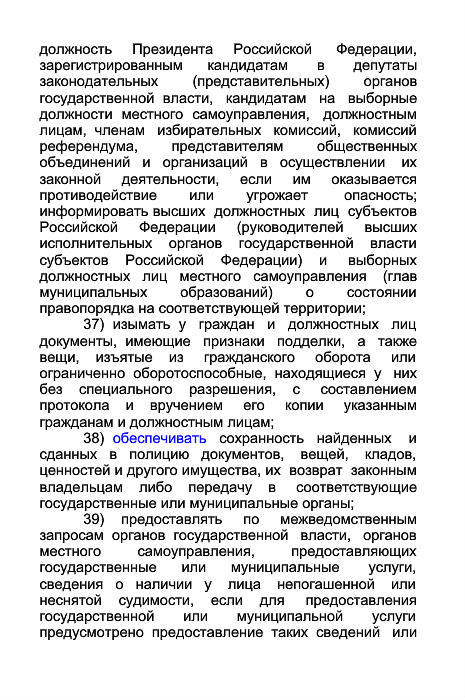 должность Президента Российской Федерации,
зарегистрированным кандидатам в депутаты
законодательных (представительных) органов
государственной власти, кандидатам на выборные
должности местного самоуправления, должностным
лицам, членам избирательных комиссий, комиссий
референдума, представителям общественных
объединений и организаций в осуществлении их
законной деятельности, если им оказывается
противодействие или угрожает опасность;
информировать высших должностных лиц субъектов
Российской Федерации (руководителей высших
исполнительных органов государственной власти
субъектов Российской Федерации) и выборных
должностных лиц местного самоуправления (глав
муниципальных образований) о состоянии
правопорядка на соответствующей территории;
37) изымать у граждан и должностных лиц
документы, имеющие признаки подделки, а также
вещи, изъятые из гражданского оборота или
ограниченно оборотоспособные, находящиеся у них
без специального разрешения, с составлением
протокола и вручением его копии указанным
гражданам и должностным лицам;
38) обеспечивать сохранность найденных и
сданных в полицию документов, вещей, кладов,
ценностей и другого имущества, их возврат законным
владельцам либо передачу в соответствующие
государственные или муниципальные органы;
39) предоставлять по межведомственным
запросам органов государственной власти, органов
местного самоуправления, предоставляющих
государственные или муниципальные услуги,
сведения о наличии у лица непогашенной или
неснятой судимости, если для предоставления
государственной или муниципальной услуги
предусмотрено предоставление таких сведений или